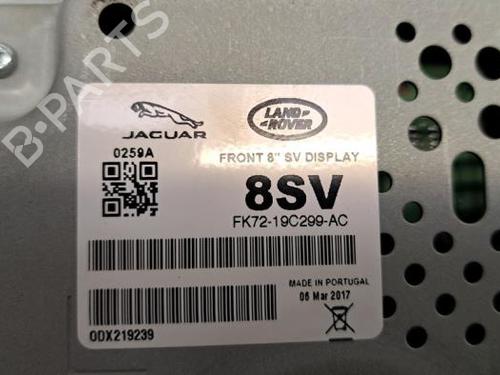 JAGUAR
LAND ROVER
0259A
FRONT 8" SV DISPLAY
8SV
FK72-19C299-AC
MADE IN PORTUGAL
06 Mar 2017
0DX219239
B-PARTS